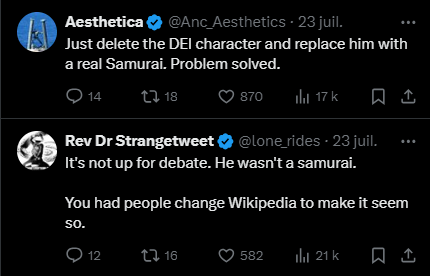 Aesthetica @Anc_Aesthetics · 23 juil.
Just delete the DEI character and replace him with
a real Samurai. Problem solved.
14 18 870 17 k
Rev Dr Strangetweet @lone_rides · 23 juil.
It's not up for debate. He wasn't a samurai.
You had people change Wikipedia to make it seem
so.
12 16 582 21 k